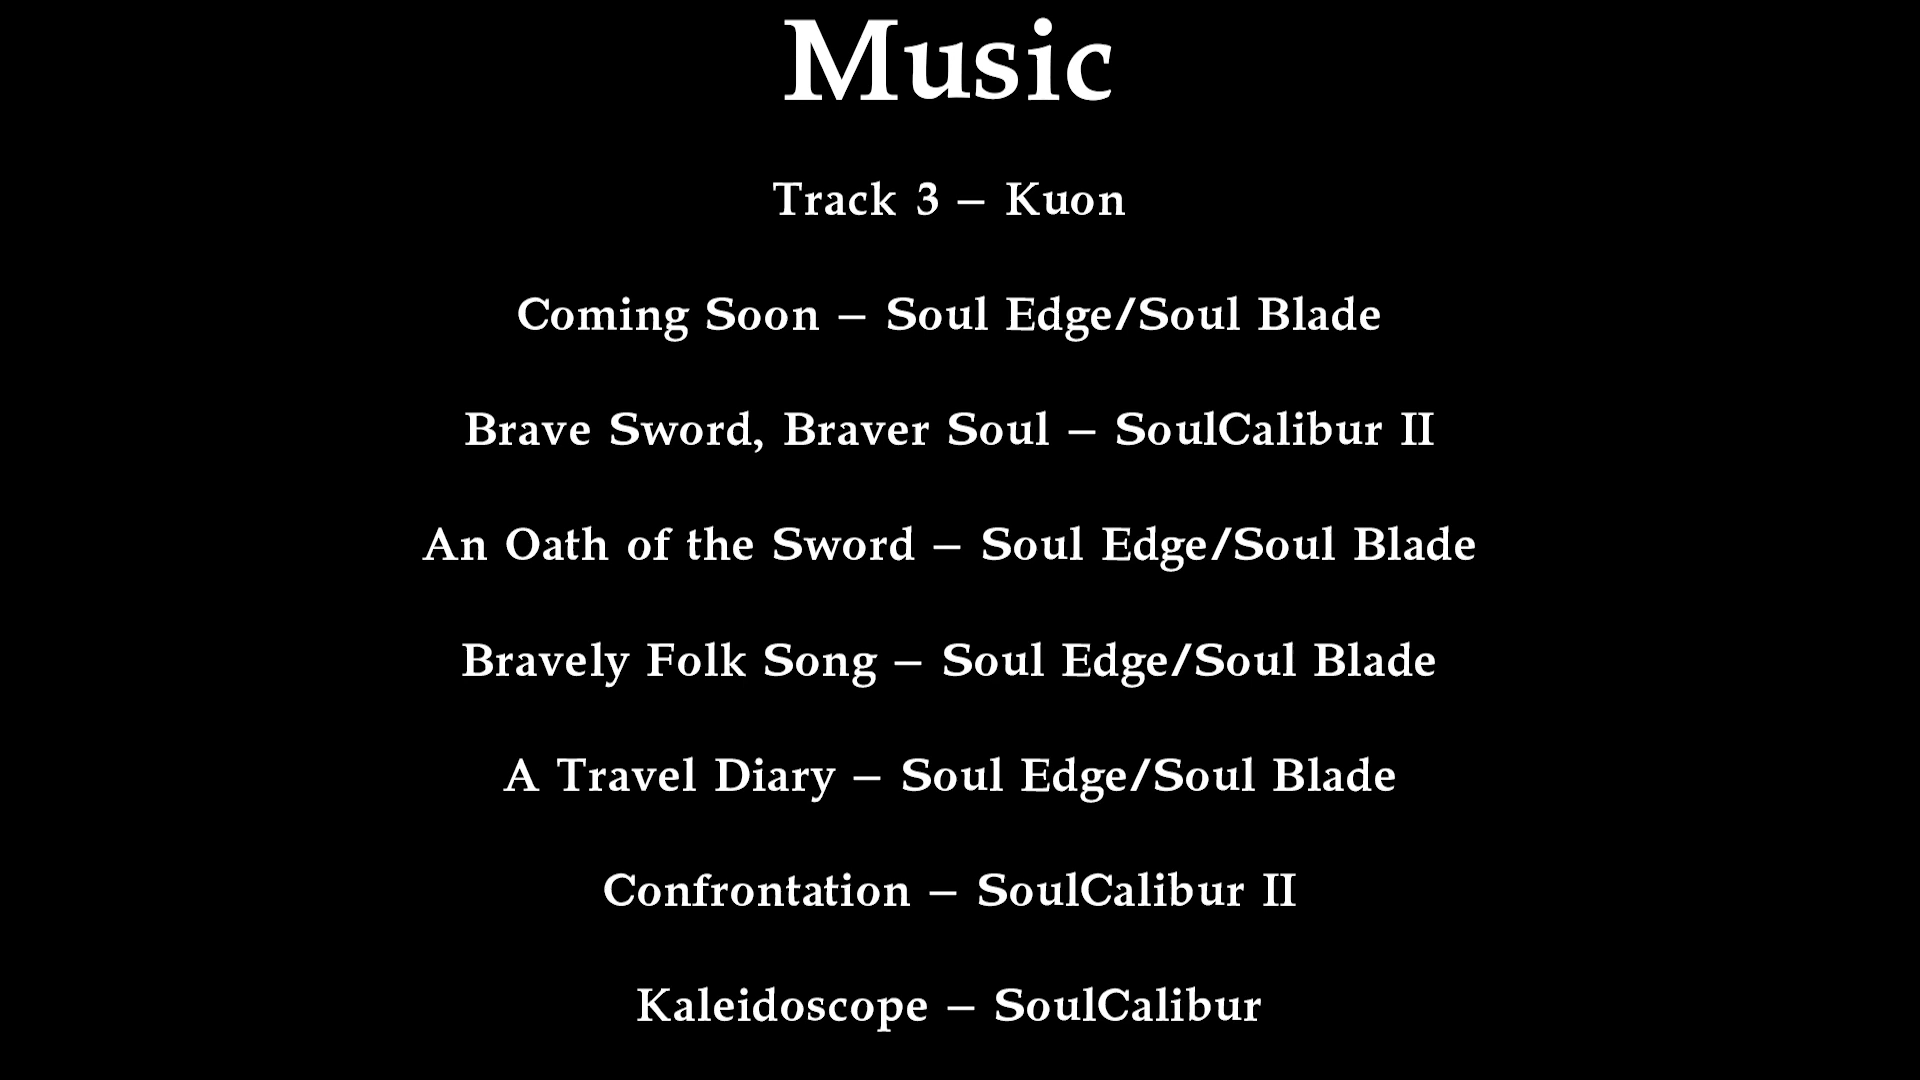 Music
Track 3 – Kuon
Coming Soon – Soul Edge/Soul Blade
Brave Sword, Braver Soul – SoulCalibur II
An Oath of the Sword – Soul Edge/Soul Blade
Bravely Folk Song – Soul Edge/Soul Blade
A Travel Diary – Soul Edge/Soul Blade
Confrontation – SoulCalibur II
Kaleidoscope – SoulCalibur